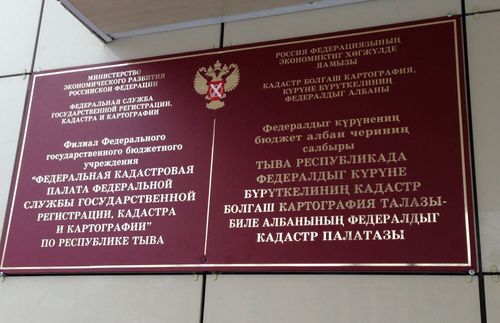 МИНИСТЕРСТВО
ЭКОНОМИЧЕСКОГО РАЗВИТИЯ
РОССИЙСКОЙ ФЕДЕРАЦИИ
ФЕДЕРАЛЬНАЯ СЛУЖБА
ГОСУДАРСТВЕННОЙ РЕГИСТРАЦИИ,
КАДАСТРА И КАРТОГРАФИИ
Филиал Федерального
государственного бюджетного
учреждения
"ФЕДЕРАЛЬНАЯ КАДАСТРОВАЯ
ПАЛАТА ФЕДЕРАЛЬНОЙ
СЛУЖБЫ ГОСУДАРСТВЕННОЙ
РЕГИСТРАЦИИ, КАДАСТРА
И КАРТОГРАФИИ"
ПО РЕСПУБЛИКЕ ТЫВА
РОССИЯ ФЕДЕРАЦИЯЗЫНЫҢ
ЭКОНОМИКТИГ ХӨГЖҮЛДЕ
ЯАМЫЗЫ
КАДАСТР БОЛГАШ КАРТОГРАФИЯ,
КҮРҮНЕ БҮРҮТКЕЛИНИҢ
ФЕДЕРАЛДЫГ АЛБАНЫ
Федералдыг күрүнениң
бюджет албан чериниң
салбыры
ТЫВА РЕСПУБЛИКАДА
ФЕДЕРАЛДЫГ КҮРҮНЕ
БҮРҮТКЕЛИНИҢ КАДАСТР
БОЛГАШ КАРТОГРАФИЯ ТАЛАЗЫ-
БИЛЕ АЛБАНЫНЫҢ ФЕДЕРАЛДЫГ
КАДАСТР ПАЛАТАЗЫ